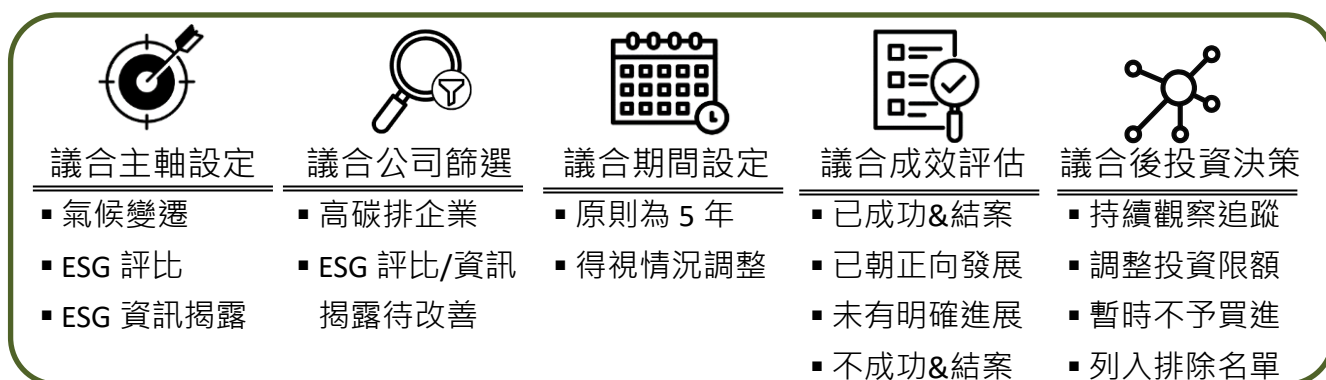 議合主軸設定
▪ 氣候變遷
▪ ESG 評比
▪ ESG 資訊揭露
議合公司篩選
▪ 高碳排企業
▪ ESG 評比/資訊
揭露待改善
議合期間設定
▪ 原則為 5 年
▪ 得視情況調整
議合成效評估
▪ 已成功&結案
▪ 已朝正向發展
▪ 未有明確進展
▪ 不成功&結案
議合後投資決策
▪ 持續觀察追蹤
▪ 調整投資限額
▪ 暫時不予買進
▪ 列入排除名單